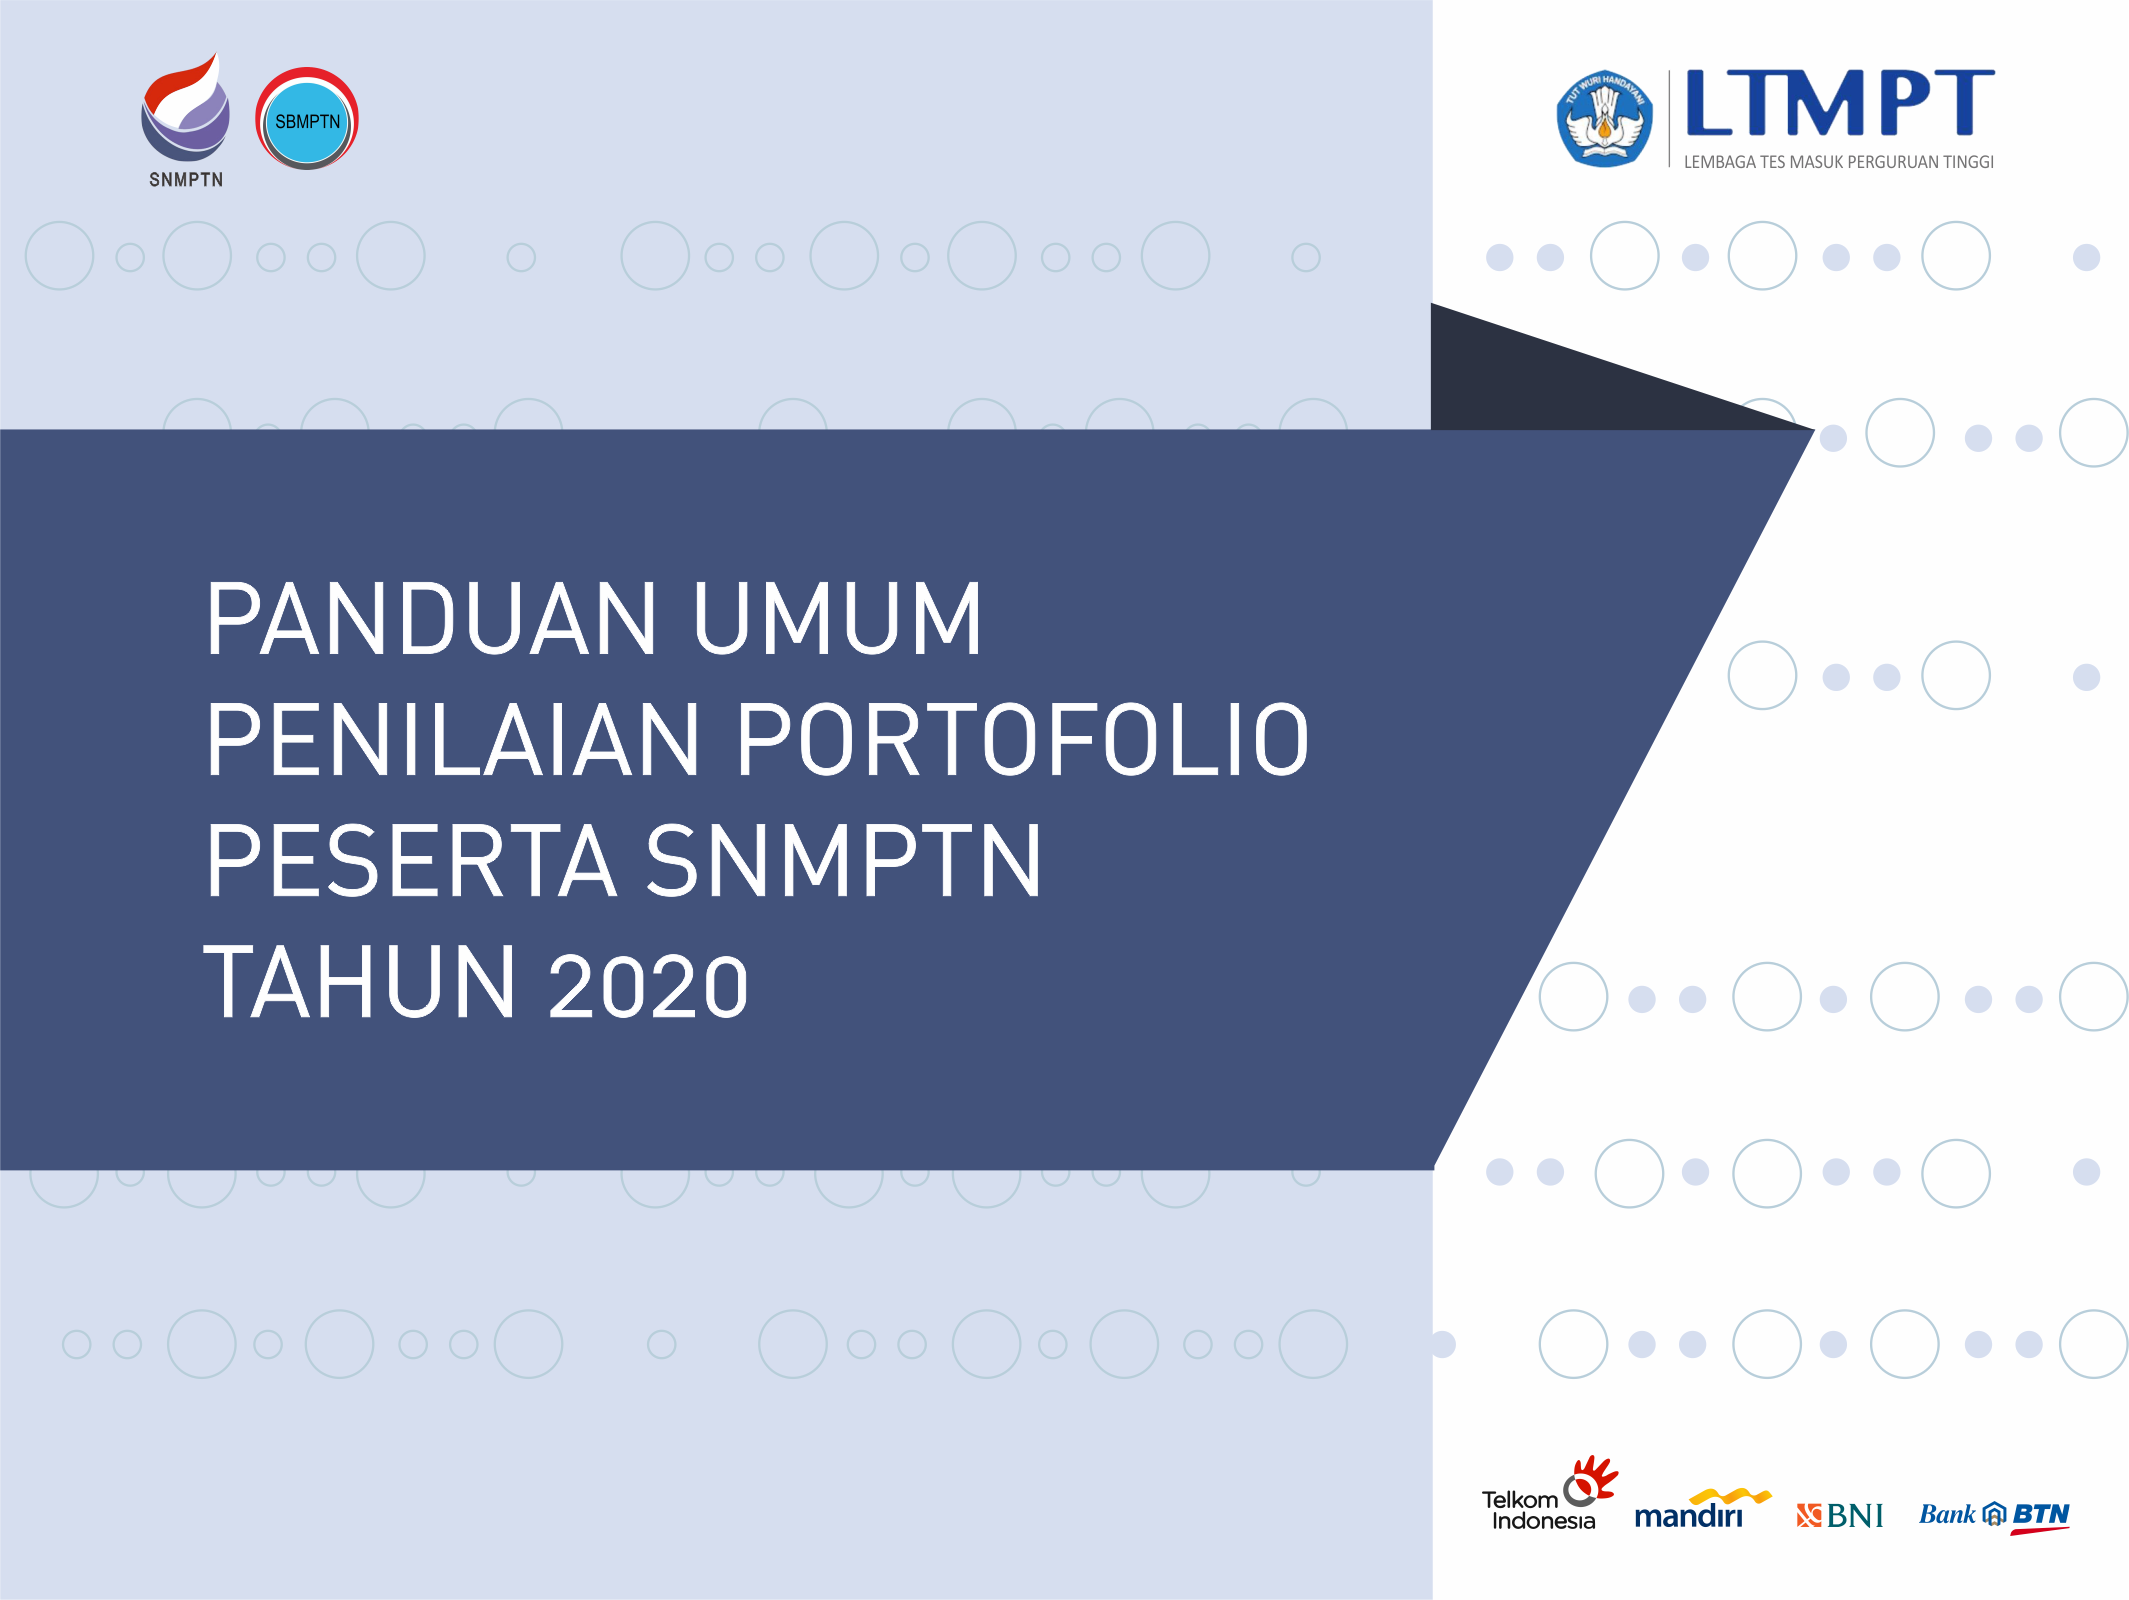 SNMPTN
SBMPTN
TUT WURI HANDAYANI
LTMPT
LEMBAGA TES MASUK PERGURUAN TINGGI
PANDUAN UMUM
PENILAIAN PORTOFOLIO
PESERTA SNMPTN
TAHUN 2020
Telkom
Indonesia
mandiri
BNI
Bank BTN